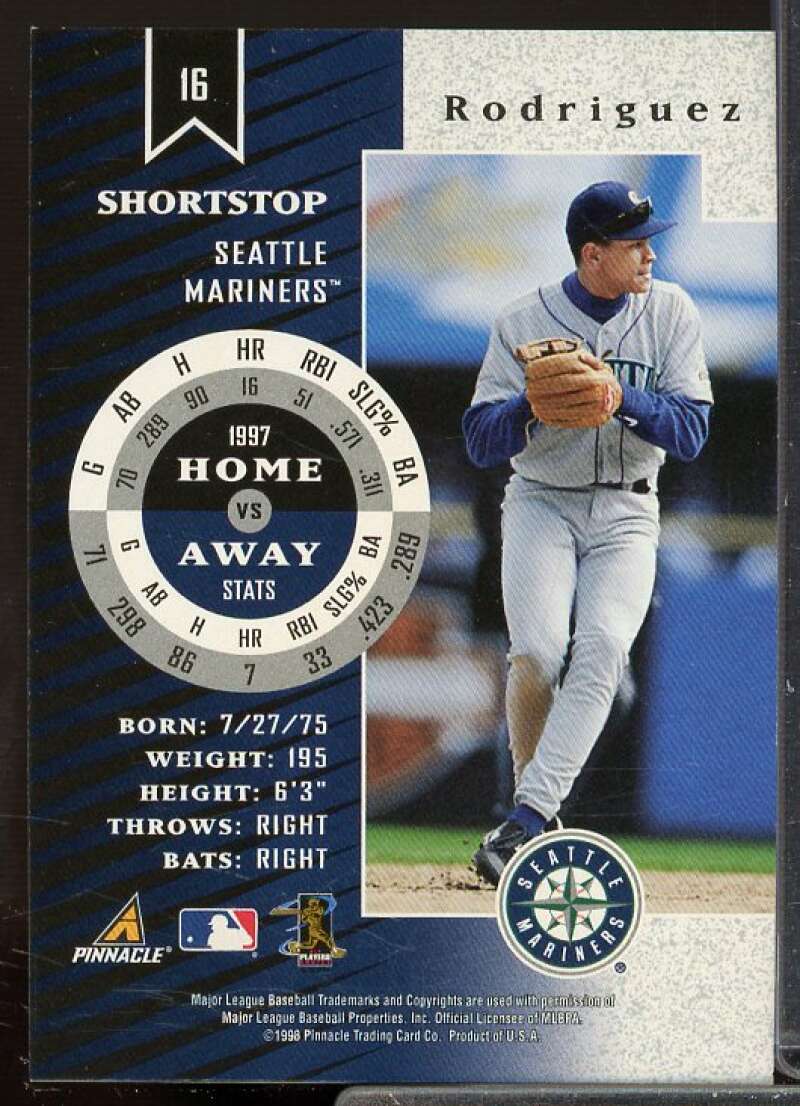 16
Rodriguez
SHORTSTOP
SEATTLE
MARINERS™
G AB H HR RBI SLG% BA
70 289 90 16 51 .571 .311
1997
HOME
VS
AWAY
STATS
G AB H HR RBI SLG% BA
71 298 86 7 33 .423 .289
BORN: 7/27/75
WEIGHT: 195
HEIGHT: 6'3"
THROWS: RIGHT
BATS: RIGHT
SEATTLE
MARINERS
®
PINNACLE®
PLAYERS
Major League Baseball Trademarks and Copyrights are used with permission of
Major League Baseball Properties, Inc. Official Licensee of MLBPA.
©1998 Pinnacle Trading Card Co. Product of U.S.A.